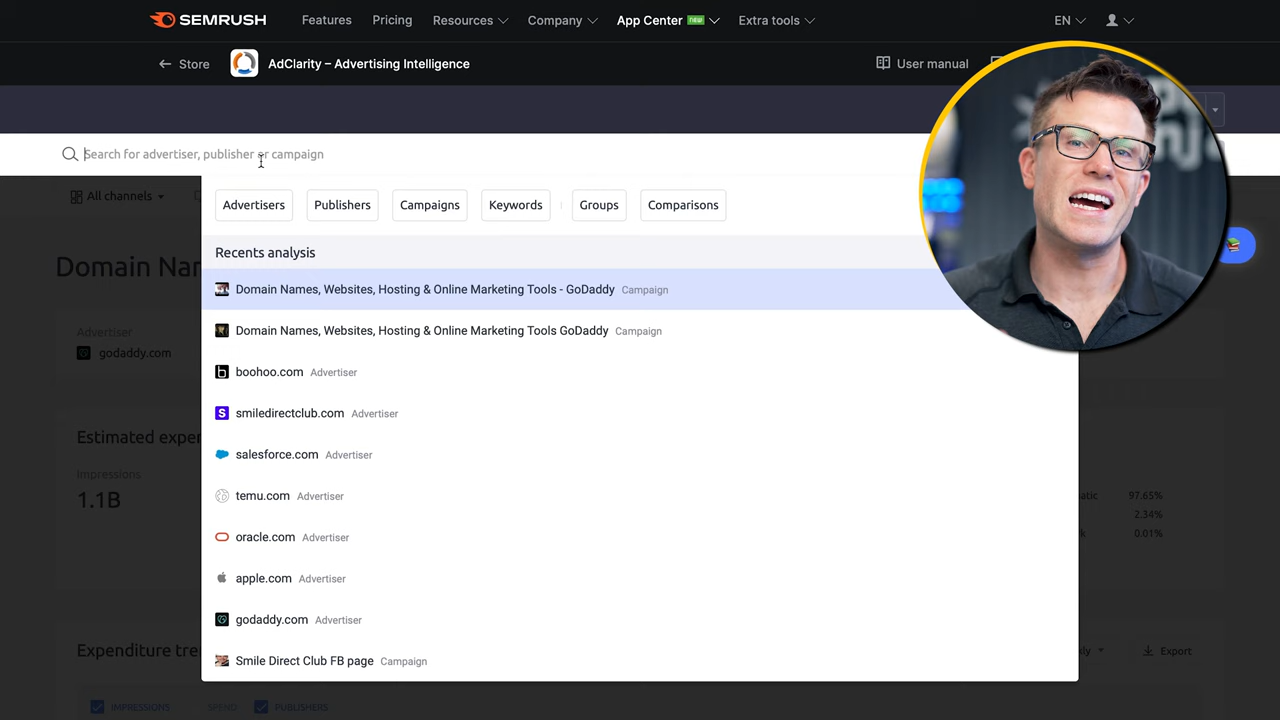 SEMRUSH Features Pricing Resources Company App Center NEW Extra tools EN
Store AdClarity – Advertising Intelligence User manual
Search for advertiser, publisher or campaign
All channels
Advertisers Publishers Campaigns Keywords Groups Comparisons
Domain Nar
Recents analysis
Domain Names, Websites, Hosting & Online Marketing Tools - GoDaddy Campaign
Advertiser
Domain Names, Websites, Hosting & Online Marketing Tools GoDaddy Campaign
godaddy.com
boohoo.com Advertiser
smiledirectclub.com Advertiser
Estimated expe
salesforce.com Advertiser
Impressions
1.1B
temu.com Advertiser
atic 97.65%
2.34%
oracle.com Advertiser
k 0.01%
apple.com Advertiser
godaddy.com Advertiser
Expenditure tre
kly Export
Smile Direct Club FB page Campaign
IMPRESSIONS SPEND PUBLISHERS